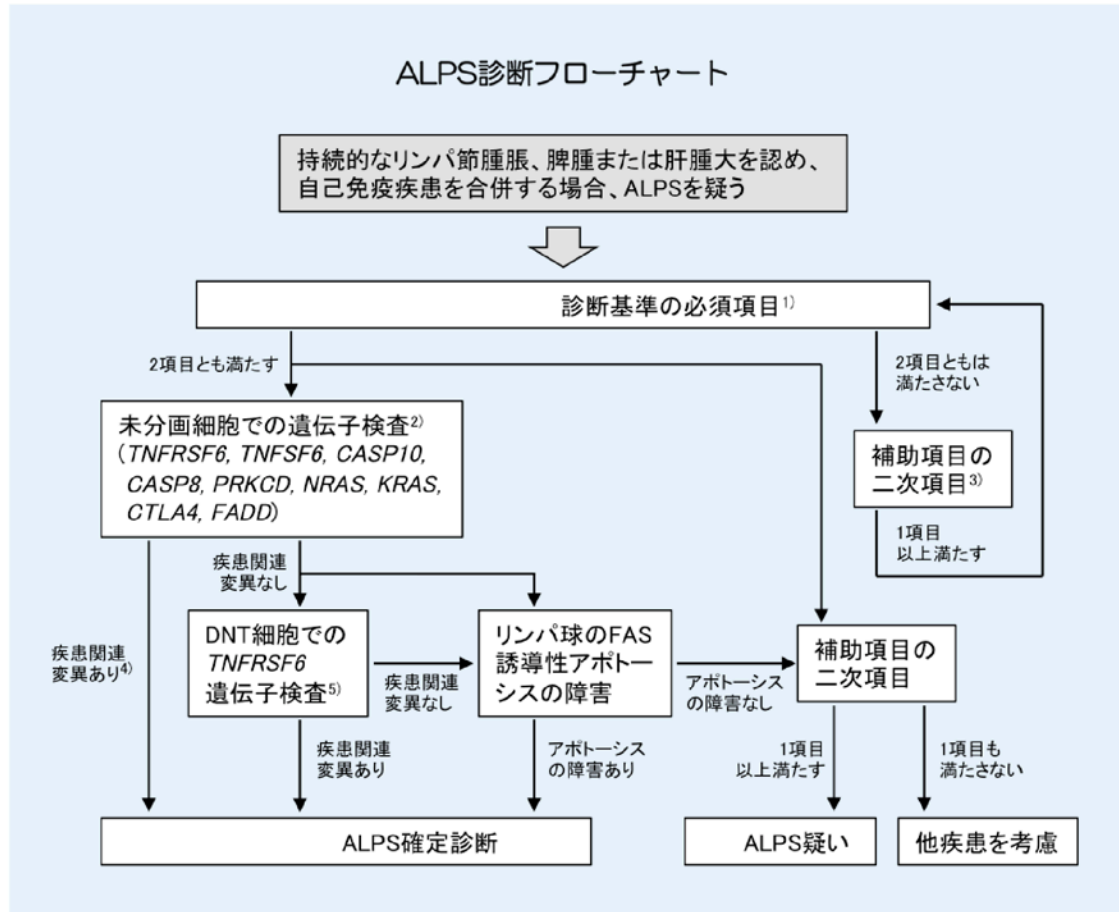 ALPS診断フローチャート
持続的なリンパ節腫脹、脾腫または肝腫大を認め、
自己免疫疾患を合併する場合、ALPSを疑う
診断基準の必須項目1)
2項目とも満たす
2項目ともは
満たさない
未分画細胞での遺伝子検査2)
(TNFRSF6, TNFSF6, CASP10,
CASP8, PRKCD, NRAS, KRAS,
CTLA4, FADD)
補助項目の
二次項目3)
1項目
以上満たす
疾患関連
変異なし
疾患関連
変異あり4)
DNT細胞での
TNFRSF6
遺伝子検査5)
疾患関連
変異なし
リンパ球のFAS
誘導性アポトー
シスの障害
アポトーシス
の障害なし
補助項目の
二次項目
疾患関連
変異あり
アポトーシス
の障害あり
1項目
以上満たす
1項目も
満たさない
ALPS確定診断
ALPS疑い
他疾患を考慮